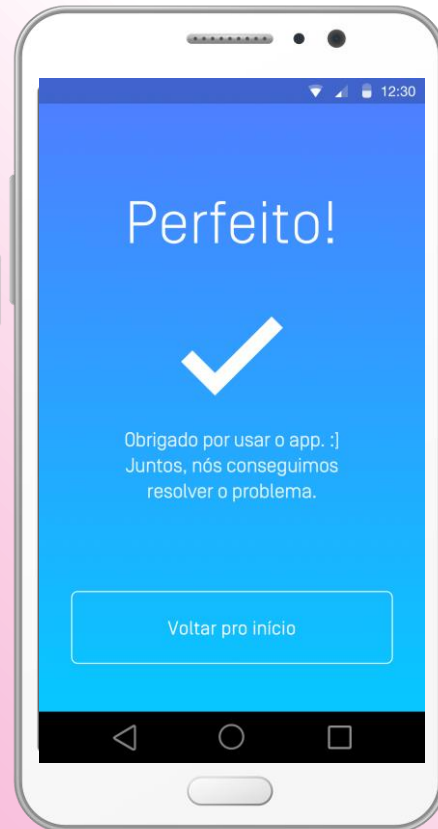 12:30
Perfeito!
Obrigado por usar o app. :]
Juntos, nós conseguimos
resolver o problema.
Voltar pro início